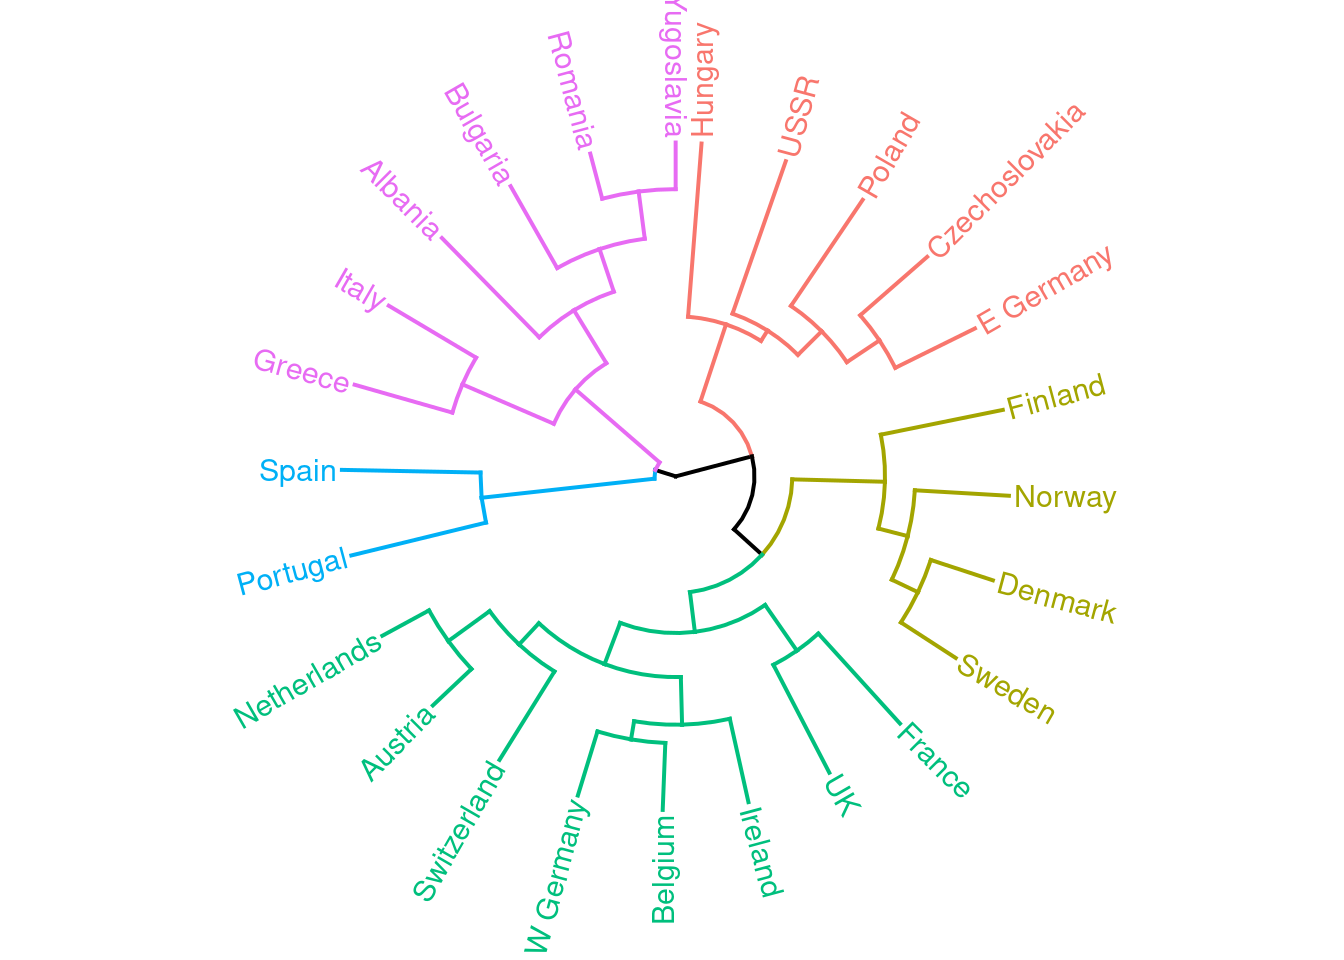 Yugoslavia
Hungary
Romania
USSR
Bulgaria
Poland
Albania
Czechoslovakia
Italy
E Germany
Greece
Finland
Spain
Norway
Portugal
Denmark
Netherlands
Sweden
Austria
France
Switzerland
UK
W Germany
Belgium
Ireland